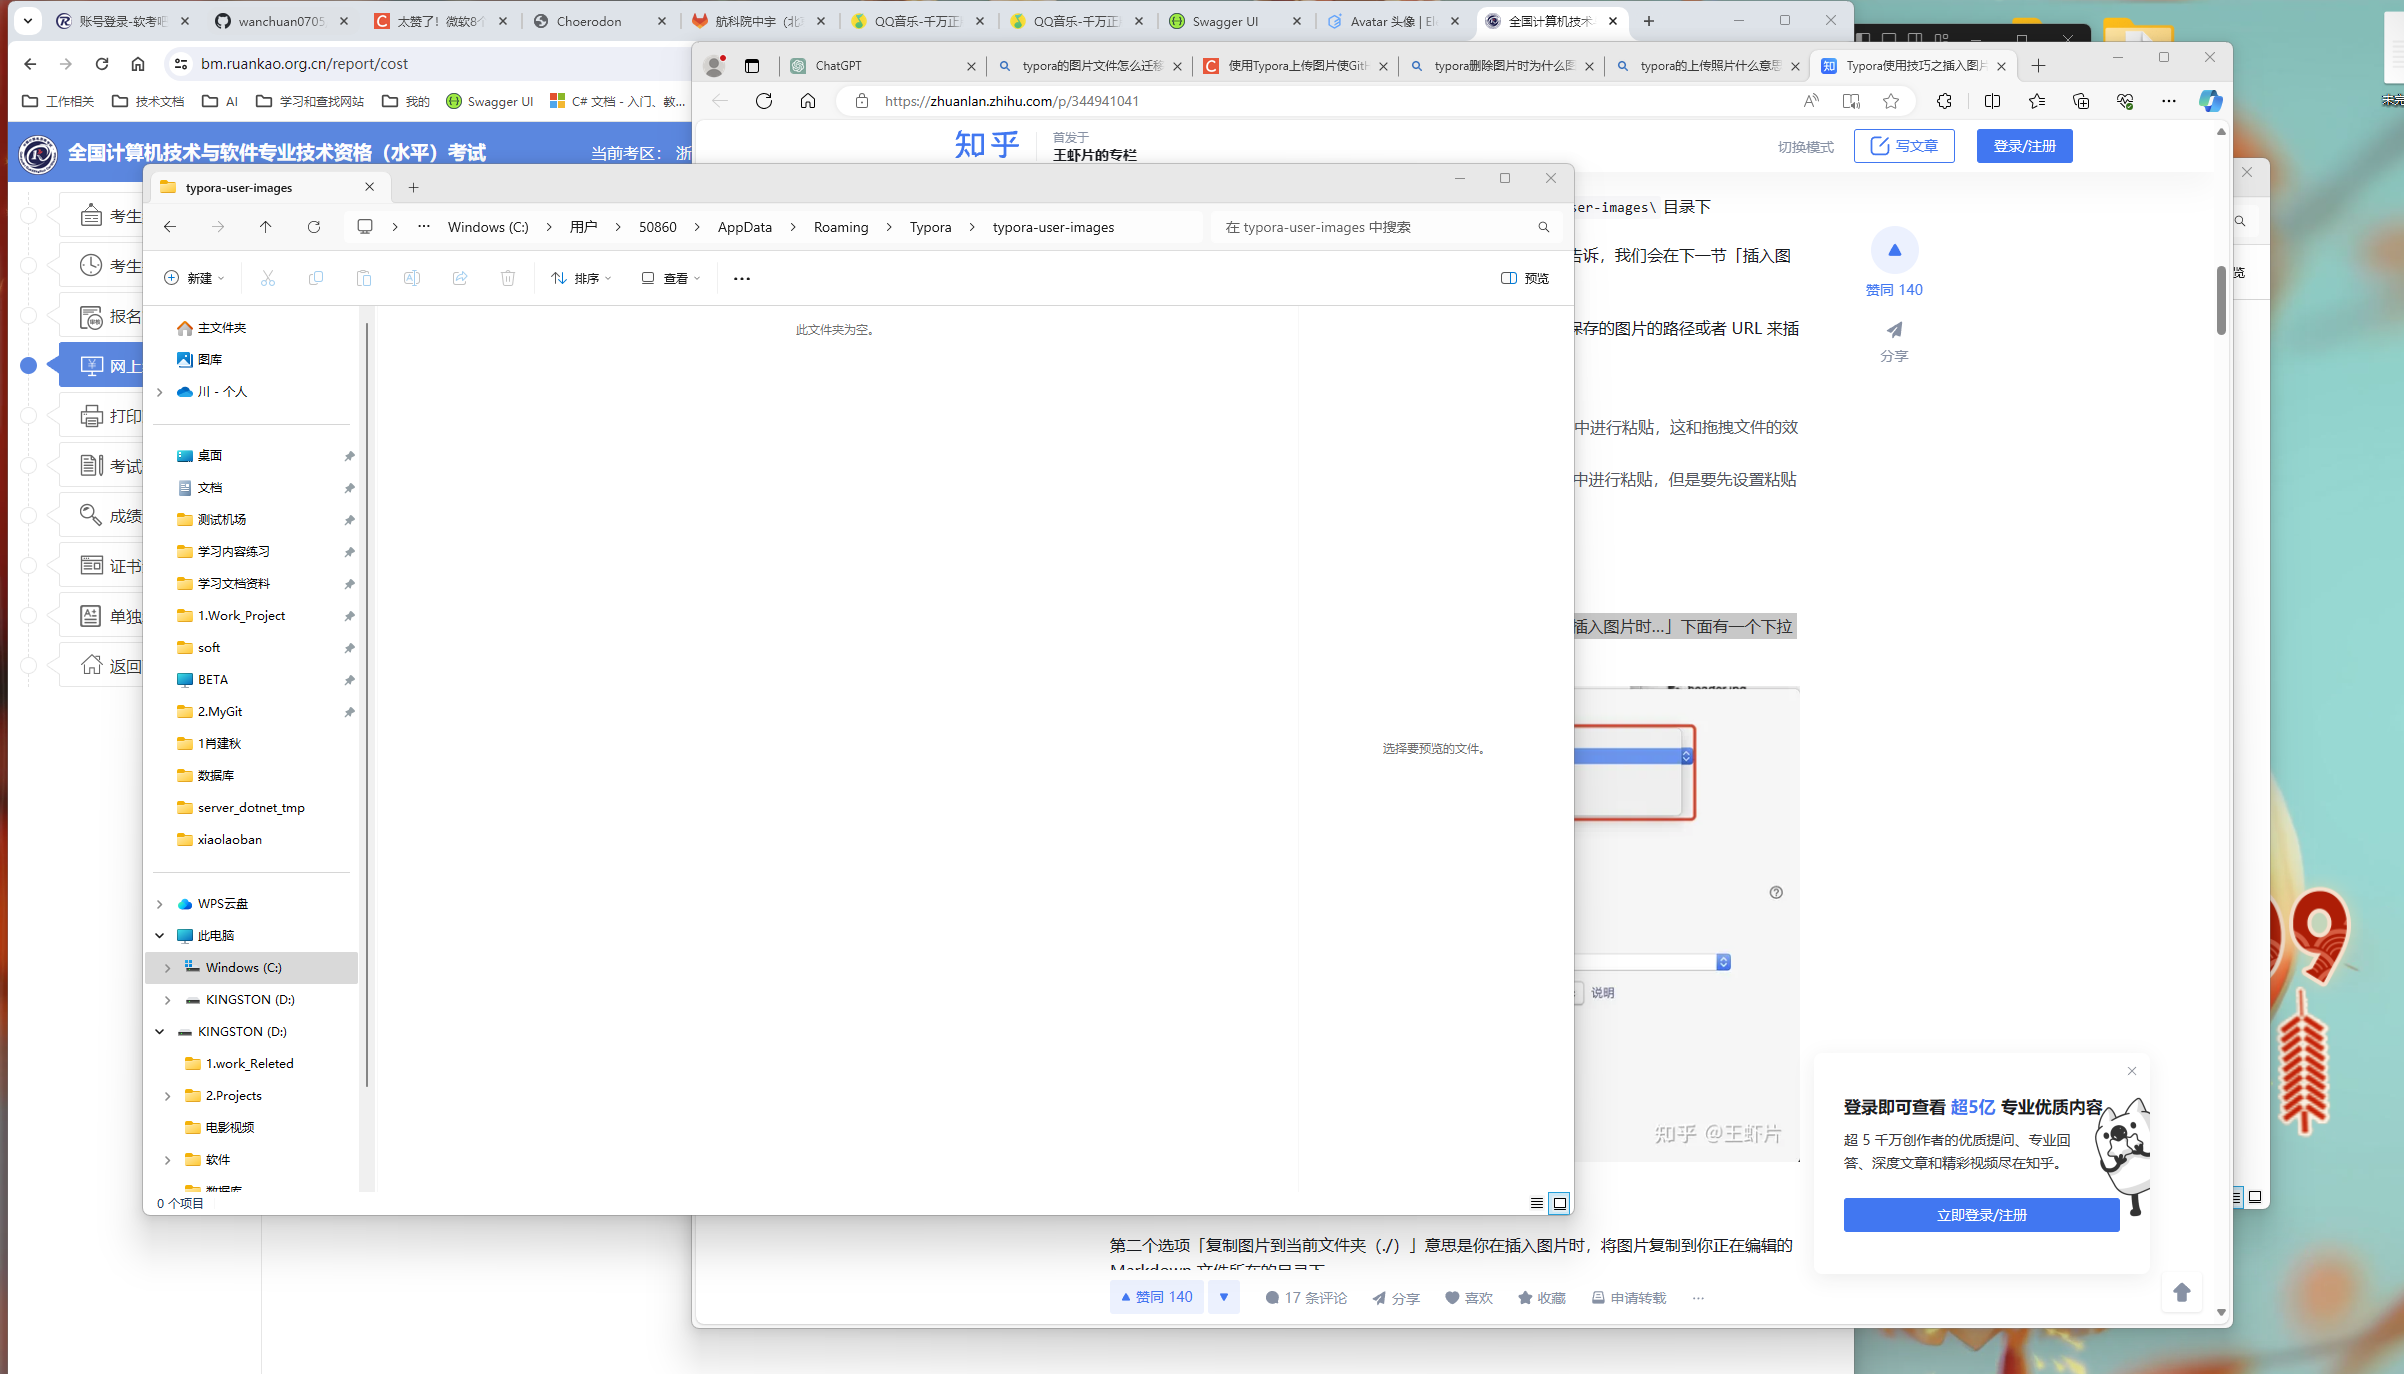 账号登录-软考吧
wanchuan0705
太赞了！微软8个
Choerodon
航科院中宇（北
QQ音乐-千万正
QQ音乐-千万正
Swagger UI
Avatar 头像 | El
全国计算机技术
bm.ruankao.org.cn/report/cost
工作相关
技术文档
AI
学习和查找网站
我的
Swagger UI
C# 文档 - 入门、教...
全国计算机技术与软件专业技术资格（水平）考试
当前考区： 浙
考生
考生
报名
网上
打印
考试
成绩
证书
单独
返回
ChatGPT
typora的图片文件怎么迁移
使用Typora上传图片使GitH
typora删除图片时为什么图
typora的上传照片什么意思
Typora使用技巧之插入图片
https://zhuanlan.zhihu.com/p/344941041
知乎
首发于
王虾片的专栏
切换模式
写文章
登录/注册
typora-user-images
Windows (C:)
用户
50860
AppData
Roaming
Typora
typora-user-images
在 typora-user-images 中搜索
新建
排序
查看
预览
主文件夹
图库
川 - 个人
桌面
文档
测试机场
学习内容练习
学习文档资料
1.Work_Project
soft
BETA
2.MyGit
1肖建秋
数据库
server_dotnet_tmp
xiaolaoban
WPS云盘
此电脑
Windows (C:)
KINGSTON (D:)
KINGSTON (D:)
1.work_Releted
2.Projects
电影视频
软件
数据库
0 个项目
此文件夹为空。
选择要预览的文件。
ser-images\ 目录下
告诉，我们会在下一节「插入图
保存的图片的路径或者 URL 来插
中进行粘贴，这和拖拽文件的效
中进行粘贴，但是要先设置粘贴
插入图片时...」下面有一个下拉
说明
知乎 @王虾片
赞同 140
分享
登录即可查看 超5亿 专业优质内容
超 5 千万创作者的优质提问、专业回
答、深度文章和精彩视频尽在知乎。
立即登录/注册
第二个选项「复制图片到当前文件夹（./）」意思是你在插入图片时，将图片复制到你正在编辑的
Markdown 文件所在的目录下
赞同 140
17 条评论
分享
喜欢
收藏
申请转载
览